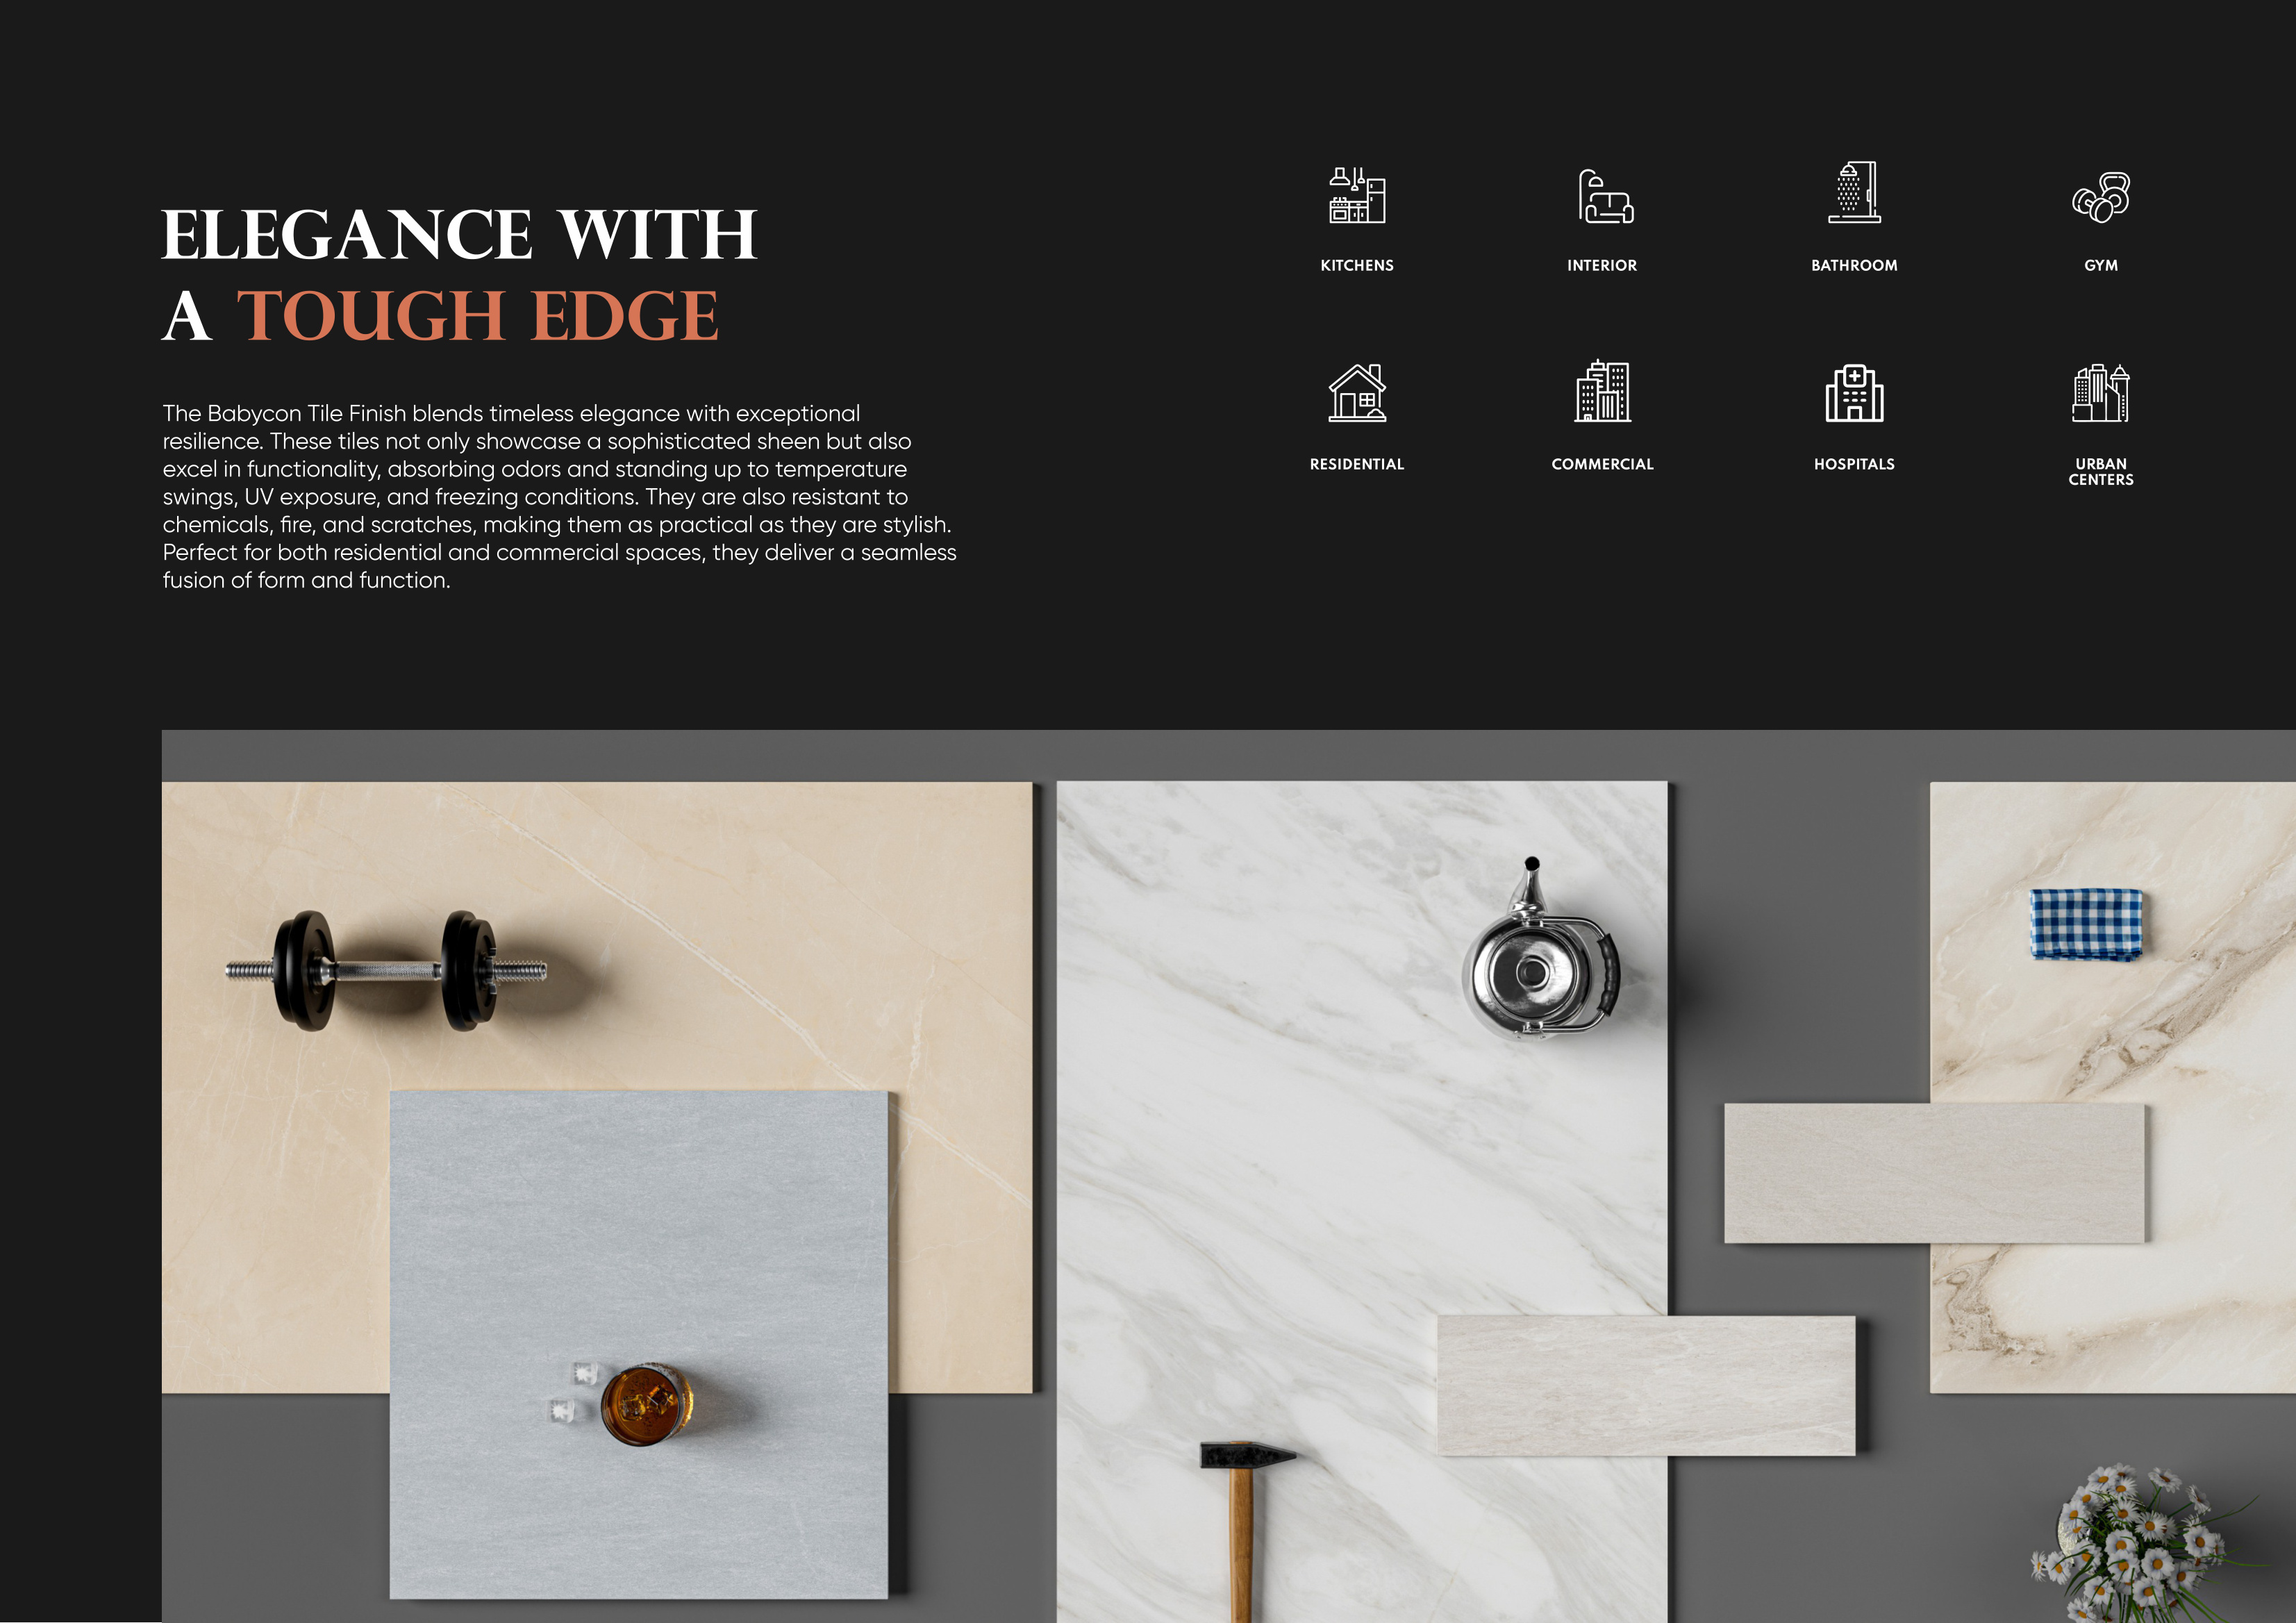 ELEGANCE WITH
A TOUGH EDGE
The Babycon Tile Finish blends timeless elegance with exceptional
resilience. These tiles not only showcase a sophisticated sheen but also
excel in functionality, absorbing odors and standing up to temperature
swings, UV exposure, and freezing conditions. They are also resistant to
chemicals, fire, and scratches, making them as practical as they are stylish.
Perfect for both residential and commercial spaces, they deliver a seamless
fusion of form and function.
KITCHENS
INTERIOR
BATHROOM
GYM
RESIDENTIAL
COMMERCIAL
HOSPITALS
URBAN
CENTERS